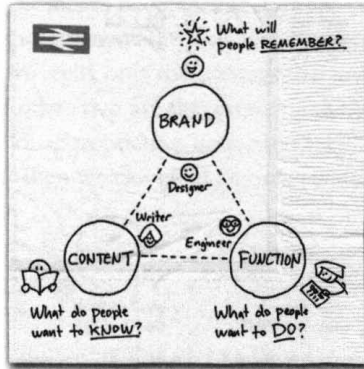 What will
people REMEMBER?
BRAND
Designer
Writer
Engineer
CONTENT
FUNCTION
What do people
want to KNOW?
What do people
want to DO?